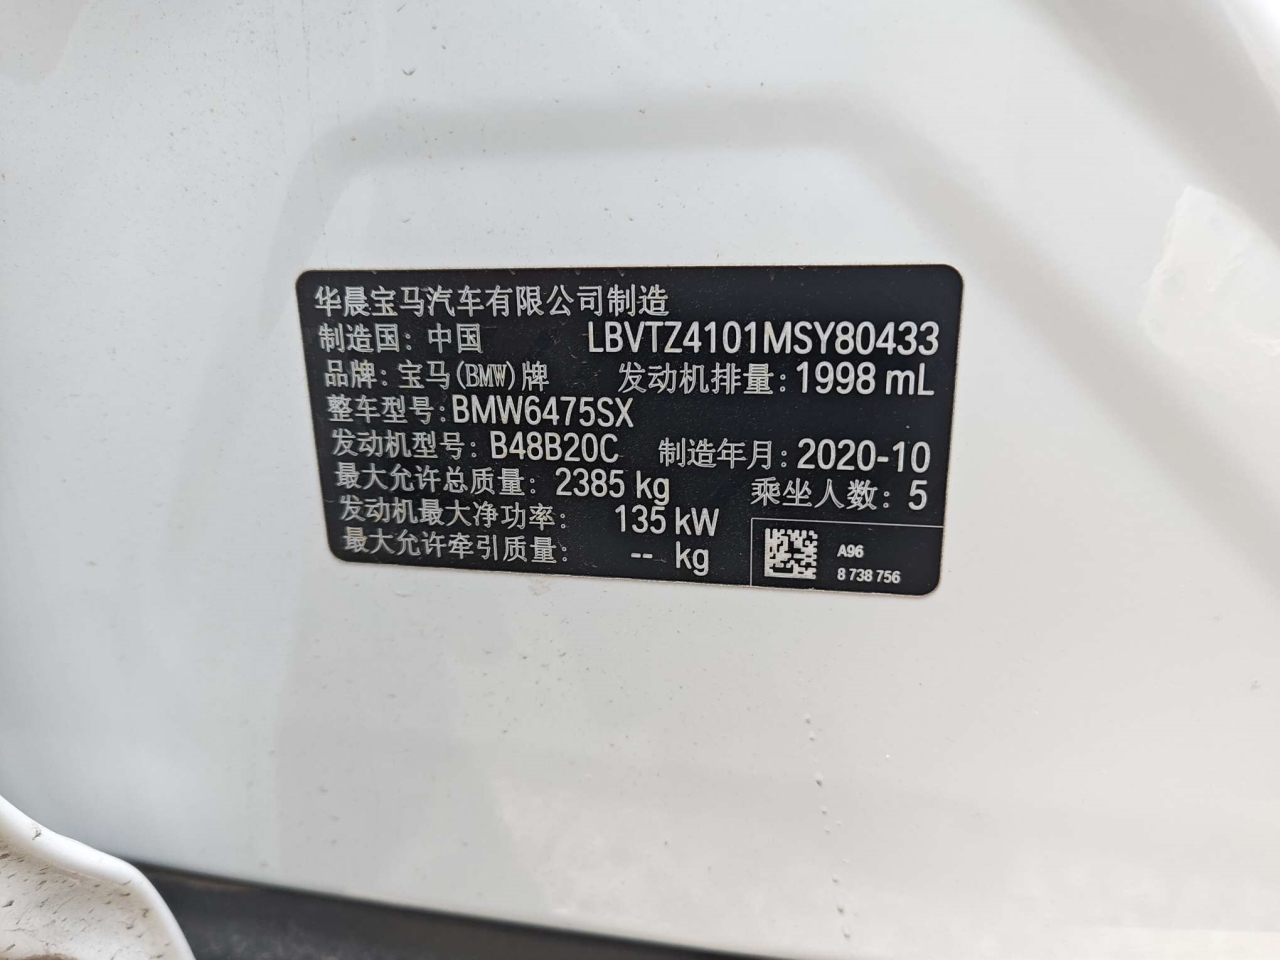 华晨宝马汽车有限公司制造
制造国: 中国 LBVTZ4101MSY80433
品牌: 宝马(BMW)牌 发动机排量: 1998 mL
整车型号: BMW6475SX
发动机型号: B48B20C 制造年月: 2020-10
最大允许总质量: 2385 kg 乘坐人数: 5
发动机最大净功率: 135 kW
最大允许牵引质量: -- kg
A96
8 738 756